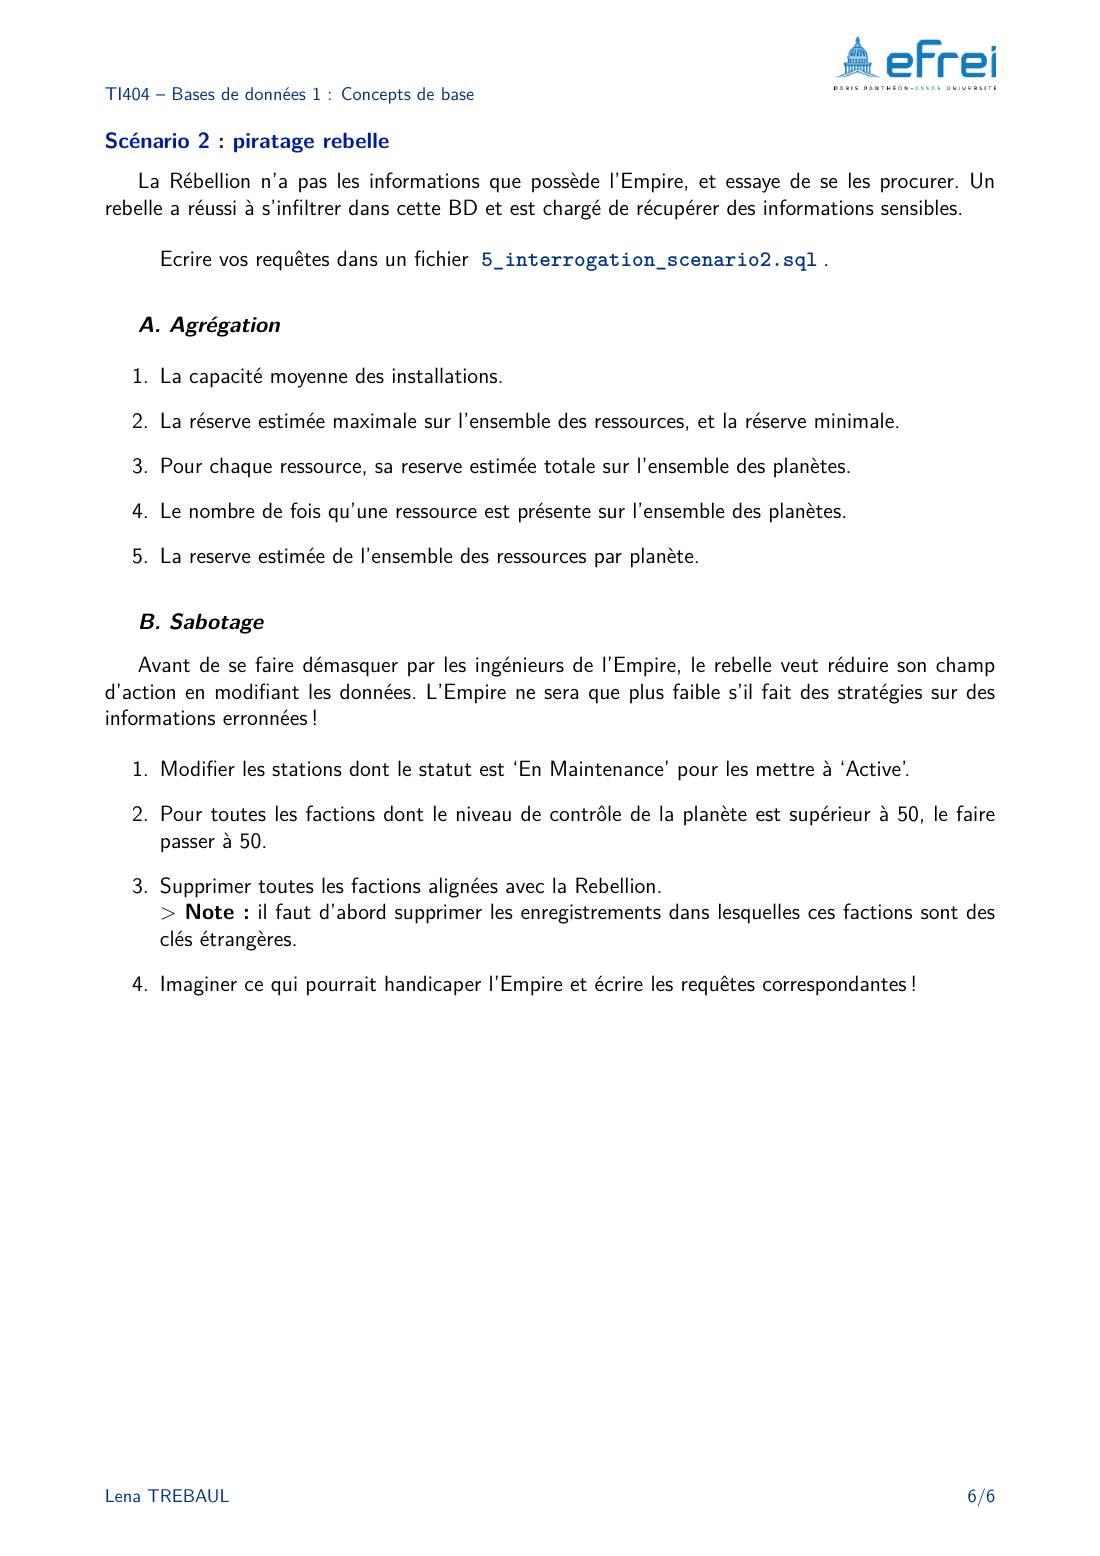 efrei
PARIS PANTHÉON-ASSAS UNIVERSITÉ
TI404 – Bases de données 1 : Concepts de base
Scénario 2 : piratage rebelle
La Rébellion n'a pas les informations que possède l'Empire, et essaye de se les procurer. Un
rebelle a réussi à s'infiltrer dans cette BD et est chargé de récupérer des informations sensibles.
Ecrire vos requêtes dans un fichier 5_interrogation_scenario2.sql .
A. Agrégation
1. La capacité moyenne des installations.
2. La réserve estimée maximale sur l'ensemble des ressources, et la réserve minimale.
3. Pour chaque ressource, sa reserve estimée totale sur l'ensemble des planètes.
4. Le nombre de fois qu'une ressource est présente sur l'ensemble des planètes.
5. La reserve estimée de l'ensemble des ressources par planète.
B. Sabotage
Avant de se faire démasquer par les ingénieurs de l'Empire, le rebelle veut réduire son champ
d'action en modifiant les données. L'Empire ne sera que plus faible s'il fait des stratégies sur des
informations erronnées !
1. Modifier les stations dont le statut est ‘En Maintenance’ pour les mettre à ‘Active’.
2. Pour toutes les factions dont le niveau de contrôle de la planète est supérieur à 50, le faire
passer à 50.
3. Supprimer toutes les factions alignées avec la Rebellion.
> Note : il faut d'abord supprimer les enregistrements dans lesquelles ces factions sont des
clés étrangères.
4. Imaginer ce qui pourrait handicaper l'Empire et écrire les requêtes correspondantes !
Lena TREBAUL
6/6